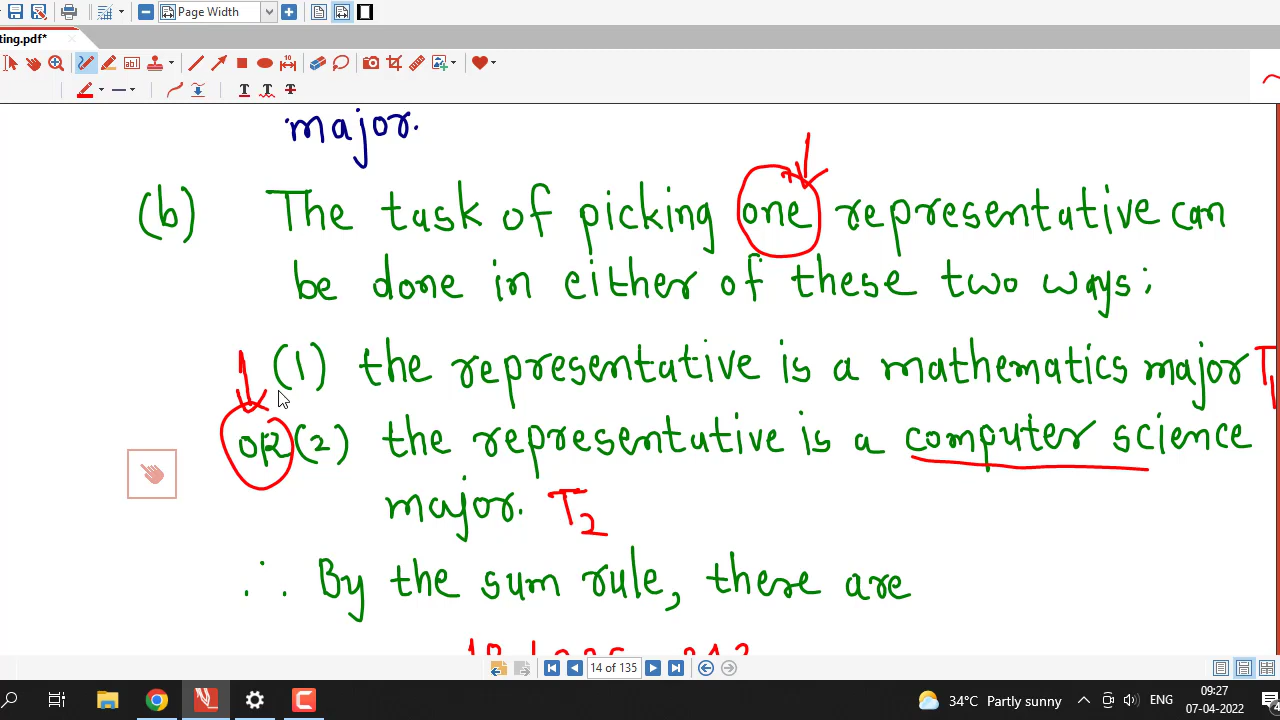 Page Width
ting.pdf*
major.
(b) The task of picking one representative can
be done in either of these two ways:
(1) the representative is a mathematics major T1
OR (2) the representative is a computer science
major. T2
∴ By the sum rule, there are
14 of 135
34°C Partly sunny
ENG
09:27
07-04-2022